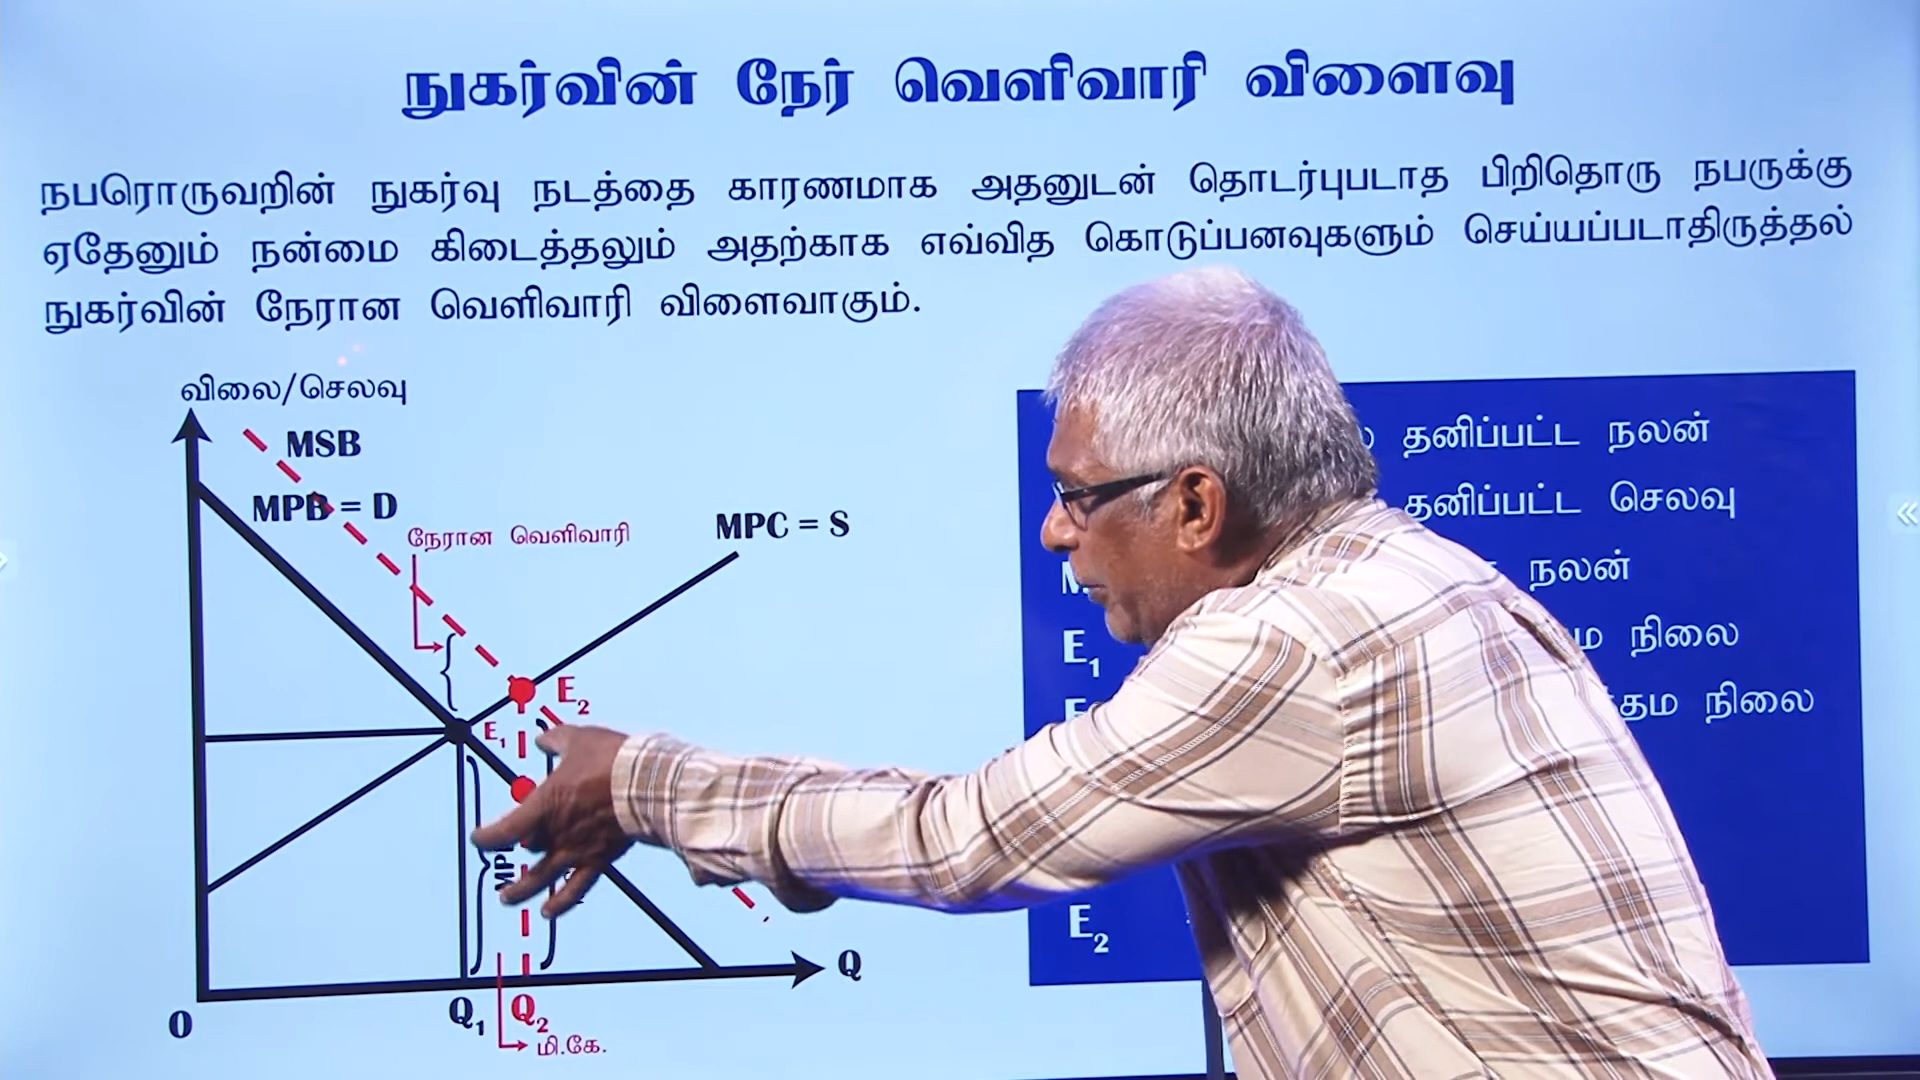 நுகர்வின் நேர் வெளிவாரி விளைவு
நபரொருவறின் நுகர்வு நடத்தை காரணமாக அதனுடன் தொடர்புபடாத பிறிதொரு நபருக்கு
ஏதேனும் நன்மை கிடைத்தலும் அதற்காக எவ்வித கொடுப்பனவுகளும் செய்யப்படாதிருத்தல்
நுகர்வின் நேரான வெளிவாரி விளைவாகும்.
விலை/செலவு
MSB
MPB = D
நேரான வெளிவாரி
MPC = S
E2
E1
Q
O
Q1
Q2
மி.கே.
தனிப்பட்ட நலன்
தனிப்பட்ட செலவு
நலன்
E1 நிலை
நிலை
E2